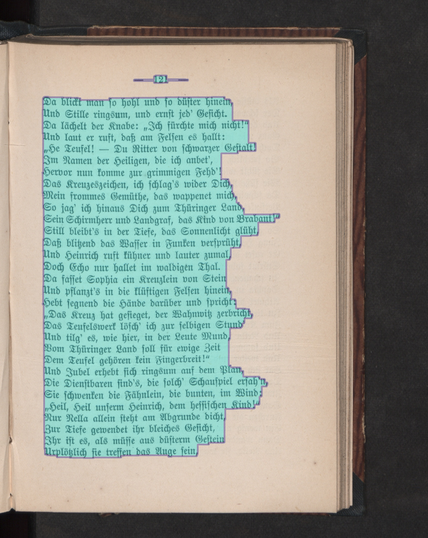 42
Da blickt man so hohl und so düster hinein,
Und Stille ringsum, und ernst jed' Gesicht.
Da lächelt der Knabe: „Ich fürchte mich nicht!“
Und laut er ruft, daß am Felsen es hallt:
„He Teufel! — Du Ritter von schwarzer Gestalt!
Im Namen der Heiligen, die ich anbet',
Hervor nun komme zur grimmigen Fehd'!
Das Kreuzeszeichen, ich schlag's wider Dich,
Mein frommes Gemüthe, das wappenet mich,
So jag' ich hinaus Dich zum Thüringer Land,
Sein Schirmherr und Landgraf, das Kind von Brabant!“
Still bleibt's in der Tiefe, das Sonnenlicht glüht,
Daß blitzend das Wasser in Funken versprüht,
Und Heinrich ruft kühner und lauter zumal,
Doch Echo nur hallet im waldigen Thal.
Da fasset Sophia ein Kreuzlein von Stein
Und pflanzt's in die klüftigen Felsen hinein,
Hebt segnend die Hände darüber und spricht:
„Das Kreuz hat gesieget, der Wahnwitz zerbricht,
Das Teufelswerk lösch' ich zur selbigen Stund'
Und tilg' es, wie hier, in der Leute Mund,
Vom Thüringer Land soll für ewige Zeit
Dem Teufel gehören kein Fingerbreit!“
Und Jubel erhebt sich ringsum auf dem Plan,
Die Dienstbaren sind's, die solch' Schauspiel ersah'n,
Sie schwenken die Fähnlein, die bunten, im Wind:
„Heil, Heil unserm Heinrich, dem hessischen Kind!“
Nur Nella allein steht am Abgrunde dicht,
Zur Tiefe gewendet ihr bleiches Gesicht,
Ihr ist es, als müsse aus düsterm Gestein
Urplötzlich sie treffen das Auge sein,